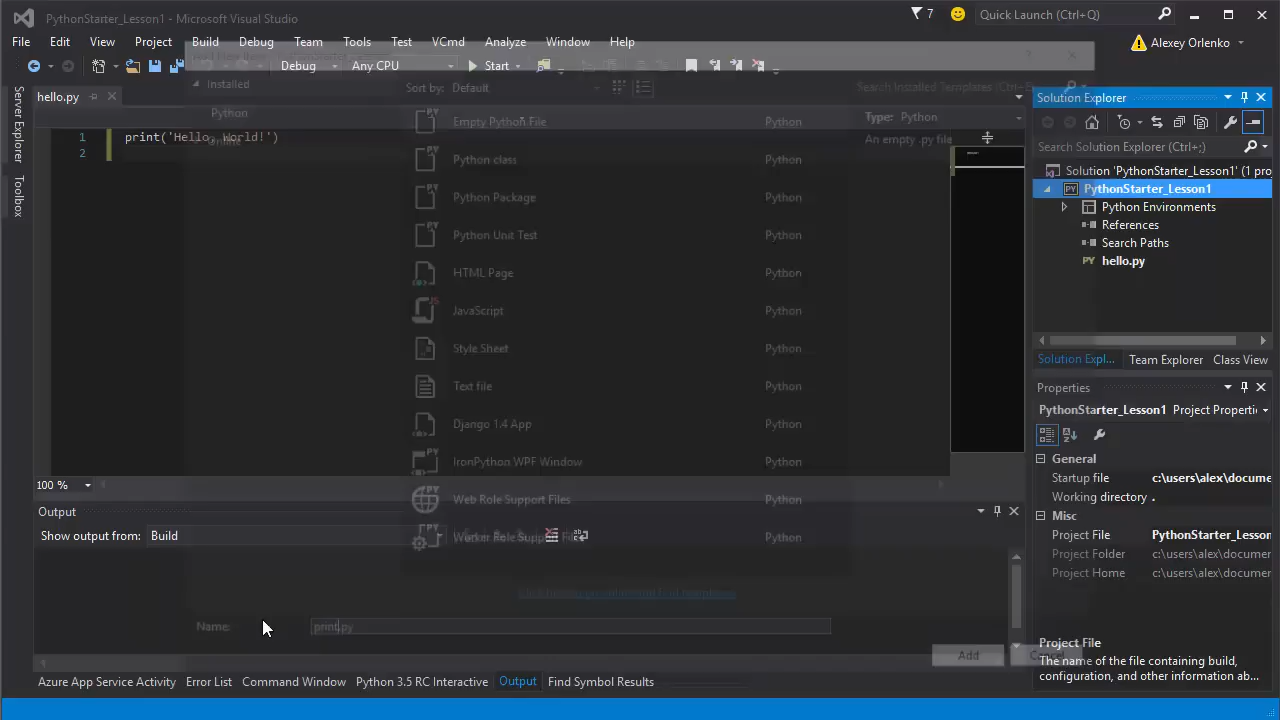 PythonStarter_Lesson1 - Microsoft Visual Studio
7
Quick Launch (Ctrl+Q)
File Edit View Project Build Debug Team Tools Test VCmd Analyze Window Help
Alexey Orlenko
Debug Any CPU Start
Installed
Sort by: Default
Search Installed Templates (Ctrl+E)
Server Explorer
Toolbox
hello.py
Python
Online
1 print('Hello, World!')
2
Empty Python File Python
Python class Python
Python Package Python
Python Unit Test Python
HTML Page Python
JavaScript Python
Style Sheet Python
Text file Python
Django 1.4 App Python
IronPython WPF Window Python
Web Role Support Files Python
Worker Role Support Files Python
Type: Python
An empty .py file
Name: print.py
Add Cancel
100 %
Output
Show output from: Build
Azure App Service Activity Error List Command Window Python 3.5 RC Interactive Output Find Symbol Results
Solution Explorer
Search Solution Explorer (Ctrl+;)
Solution 'PythonStarter_Lesson1' (1 pro
PythonStarter_Lesson1
Python Environments
References
Search Paths
hello.py
Solution Expl... Team Explorer Class View
Properties
PythonStarter_Lesson1 Project Properti
General
Startup file c:\users\alex\docume
Working directory .
Misc
Project File PythonStarter_Lesson
Project Folder c:\users\alex\documer
Project Home c:\users\alex\documer
Project File
The name of the file containing build,
configuration, and other information ab...